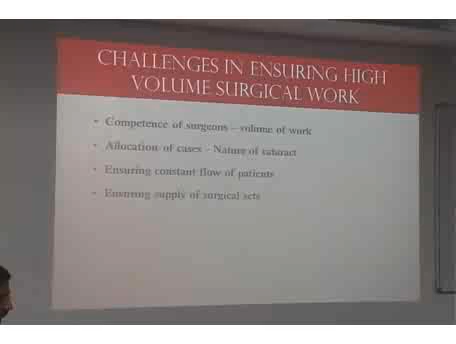 CHALLENGES IN ENSURING HIGH
VOLUME SURGICAL WORK
• Competence of surgeons – volume of work
• Allocation of cases – Nature of cataract
• Ensuring constant flow of patients
• Ensuring supply of surgical sets